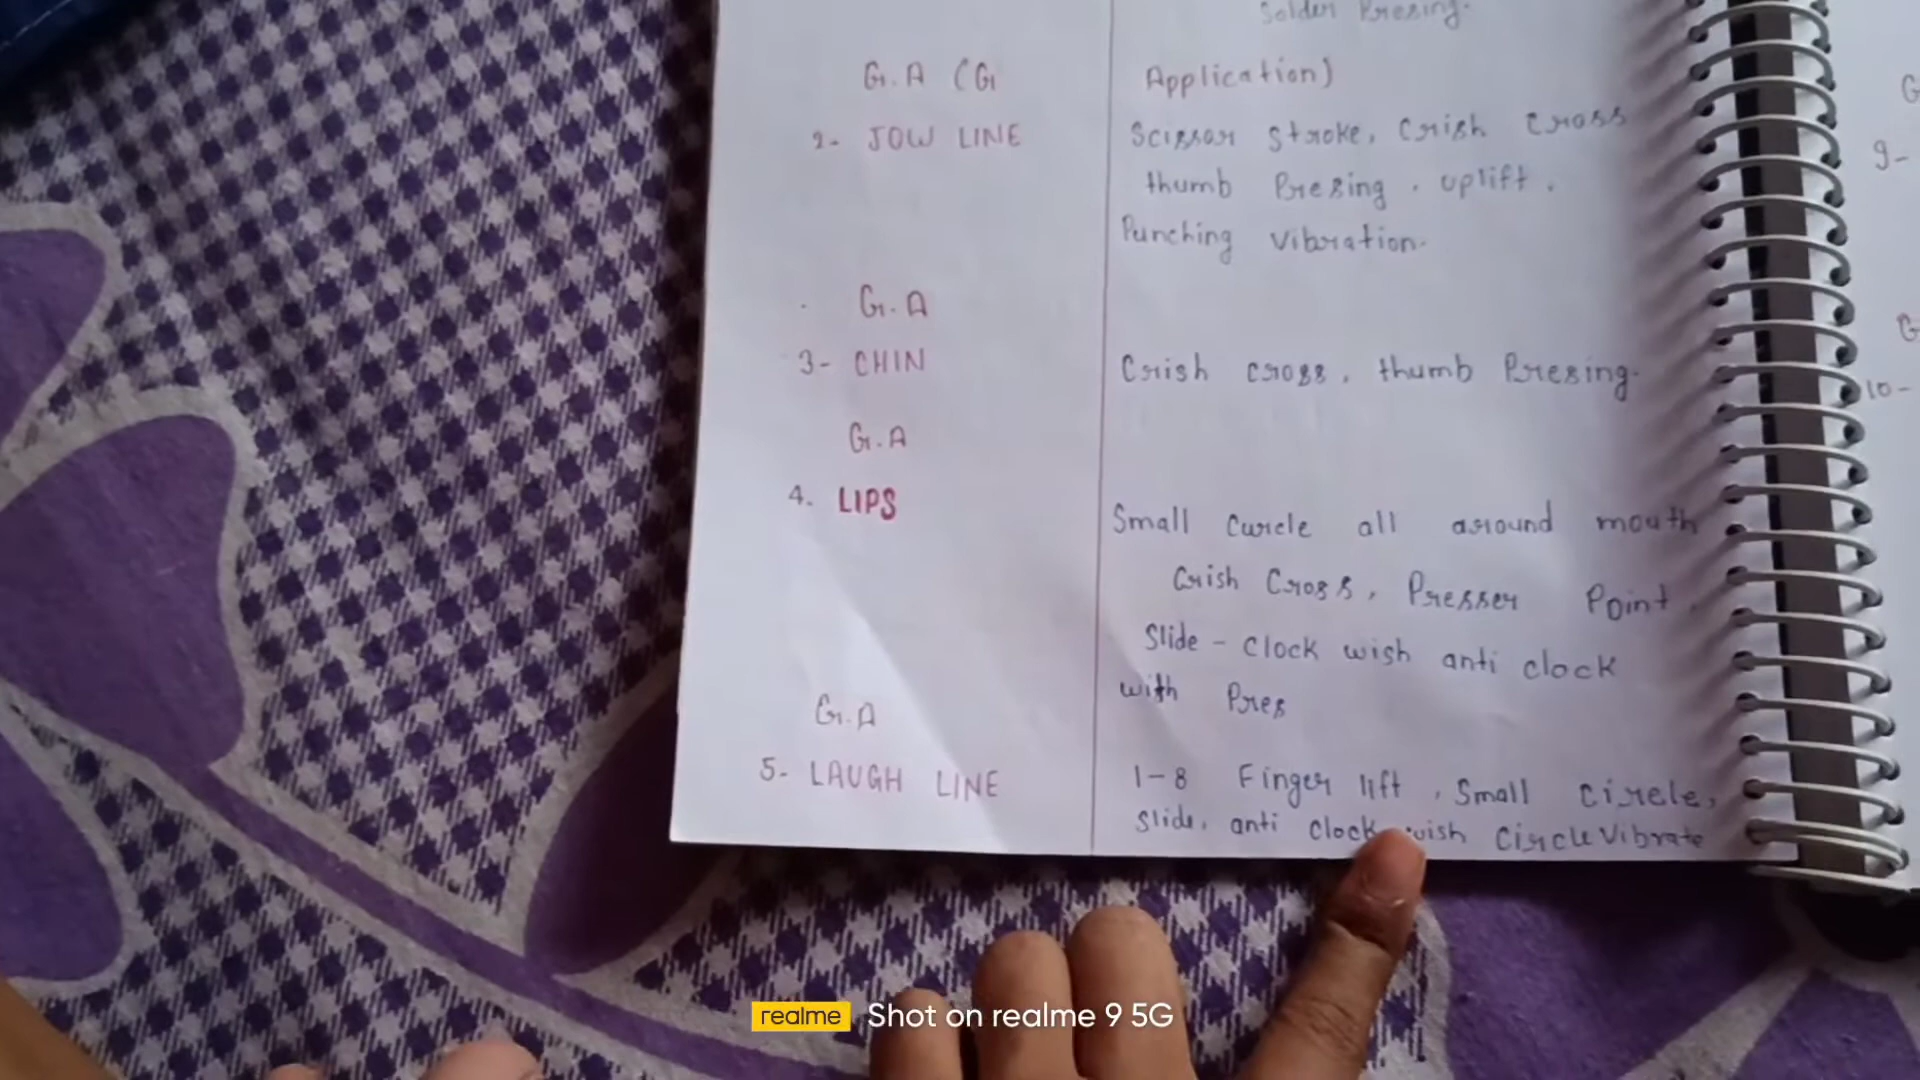 Solder Presing.
G.A (G Application)
2- JOW LINE Scissor Stroke, Crish Cross
thumb Presing, uplift,
Punching Vibration.
G.A
3- CHIN Crish cross, thumb Presing.
G.A
4. LIPS Small Curcle all around mouth
Crish Cross, Presser Point,
Slide - Clock wish anti clock
with Pres
G.A
5- LAUGH LINE 1-8 Finger lift, Small Circle,
Slide, anti Clock wish Circle Vibrate
G
9-
G
10-
realme Shot on realme 9 5G